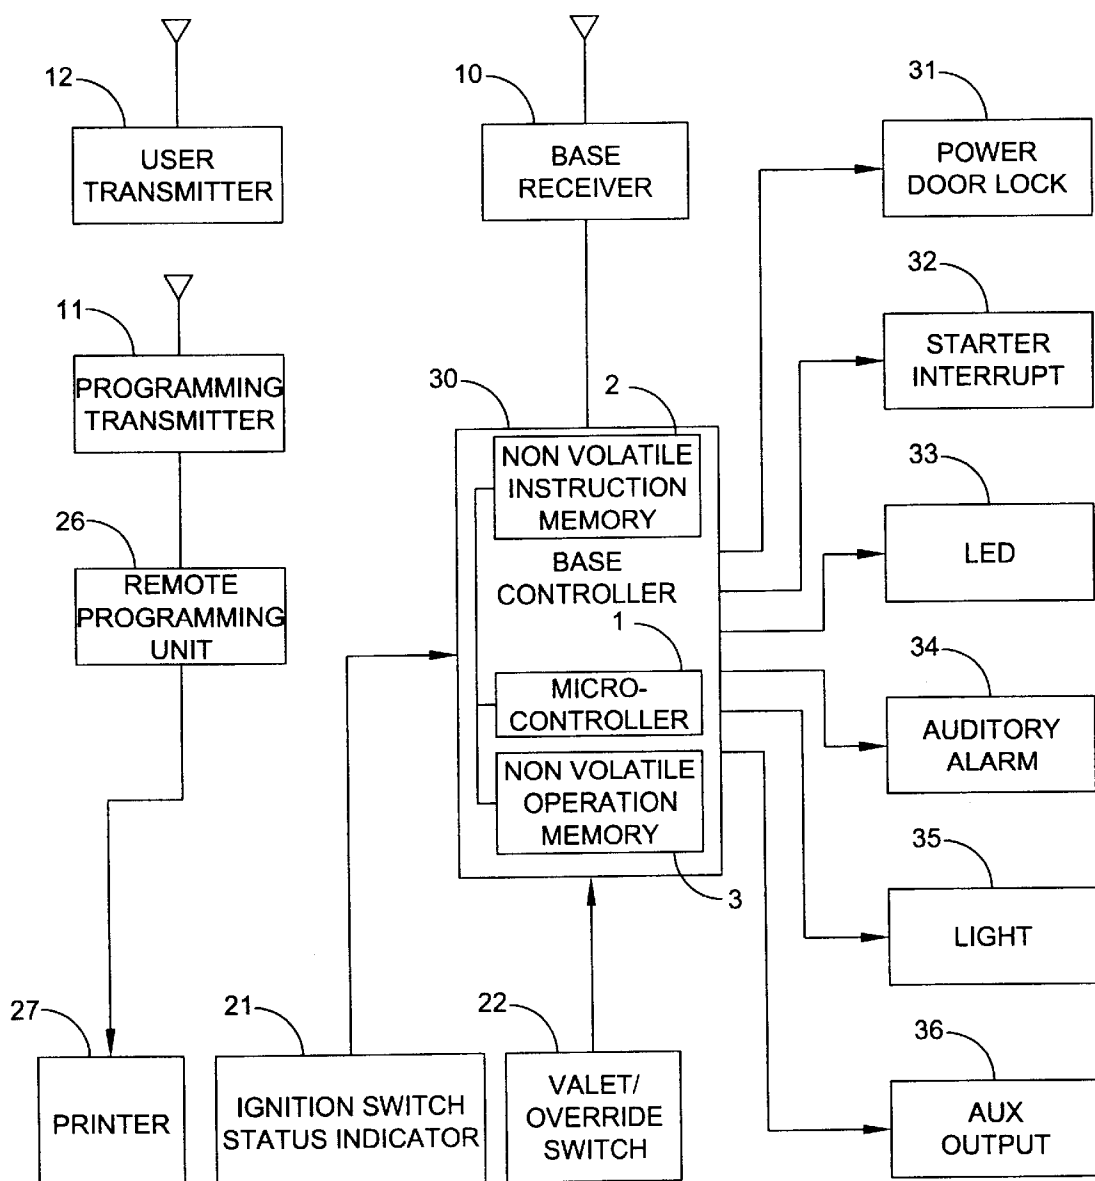 12
USER
TRANSMITTER
10
BASE
RECEIVER
31
POWER
DOOR LOCK
11
PROGRAMMING
TRANSMITTER
32
STARTER
INTERRUPT
30
2
NON VOLATILE
INSTRUCTION
MEMORY
BASE
CONTROLLER
1
MICRO-
CONTROLLER
NON VOLATILE
OPERATION
MEMORY
3
33
LED
26
REMOTE
PROGRAMMING
UNIT
34
AUDITORY
ALARM
35
LIGHT
27
PRINTER
21
IGNITION SWITCH
STATUS INDICATOR
22
VALET/
OVERRIDE
SWITCH
36
AUX
OUTPUT